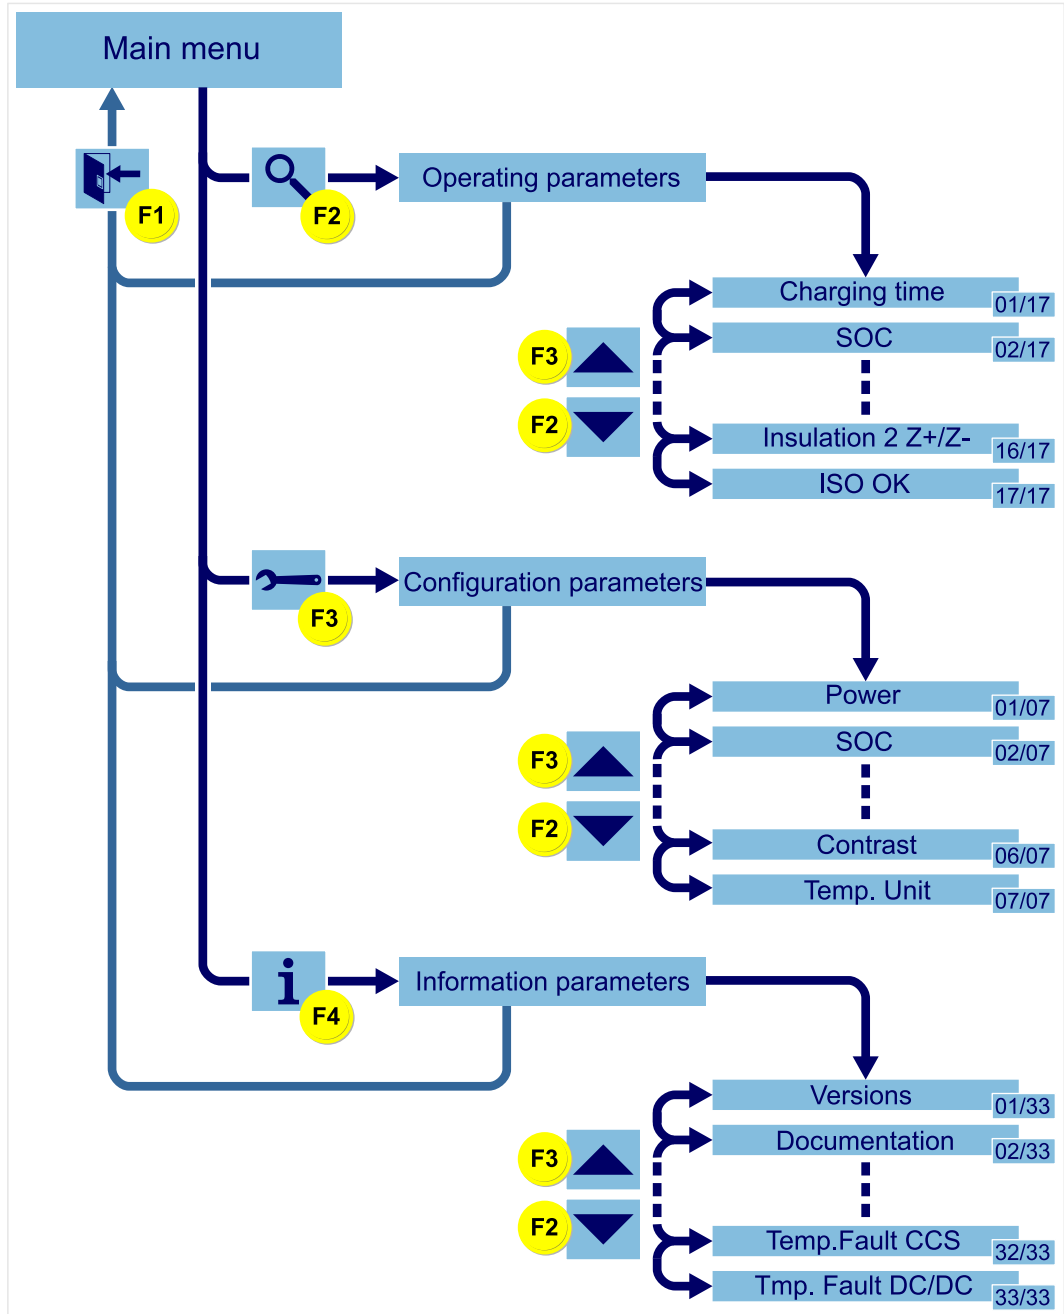 Main menu
F1
F2
Operating parameters
Charging time
01/17
SOC
02/17
F3
F2
Insulation 2 Z+/Z-
16/17
ISO OK
17/17
F3
Configuration parameters
Power
01/07
SOC
02/07
F3
F2
Contrast
06/07
Temp. Unit
07/07
i
F4
Information parameters
Versions
01/33
Documentation
02/33
F3
F2
Temp.Fault CCS
32/33
Tmp. Fault DC/DC
33/33